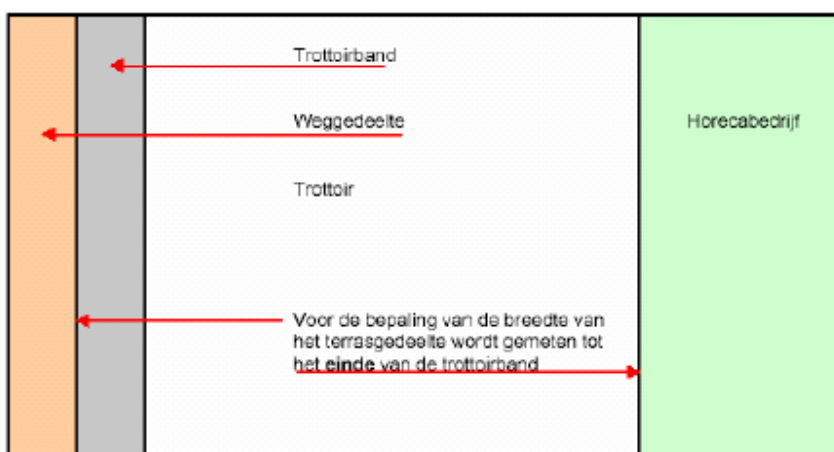 Trottoirband
Weggedeelte
Horecabedrijf
Trottoir
Voor de bepaling van de breedte van
het terrasgedeelte wordt gemeten tot
het einde van de trottoirband